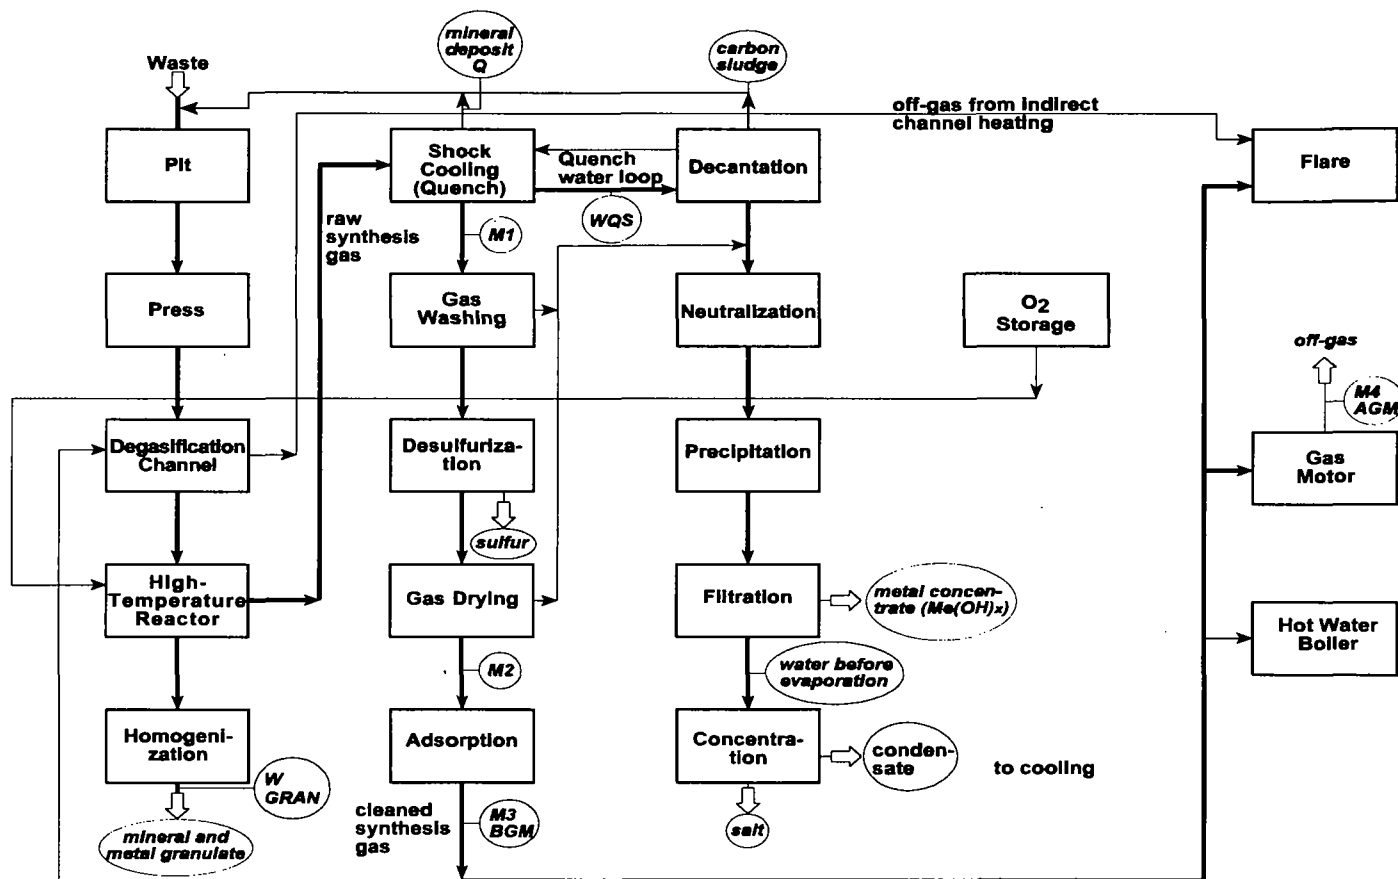 Waste
Pit
Press
Degasification
Channel
High-
Temperature
Reactor
Homogeni-
zation
W
GRAN
mineral and
metal granulate
raw
synthesis
gas
mineral
deposit
Q
Shock
Cooling
(Quench)
M1
Gas
Washing
Desulfuriza-
tion
sulfur
Gas Drying
M2
Adsorption
cleaned
synthesis
gas
M3
BGM
carbon
sludge
Quench
water loop
WQS
Decantation
Neutralization
Precipitation
Filtration
metal concen-
trate (Me(OH)x)
water before
evaporation
Concentra-
tion
conden-
sate
to cooling
salt
off-gas from indirect
channel heating
O2
Storage
Flare
off-gas
M4
AGM
Gas
Motor
Hot Water
Boiler